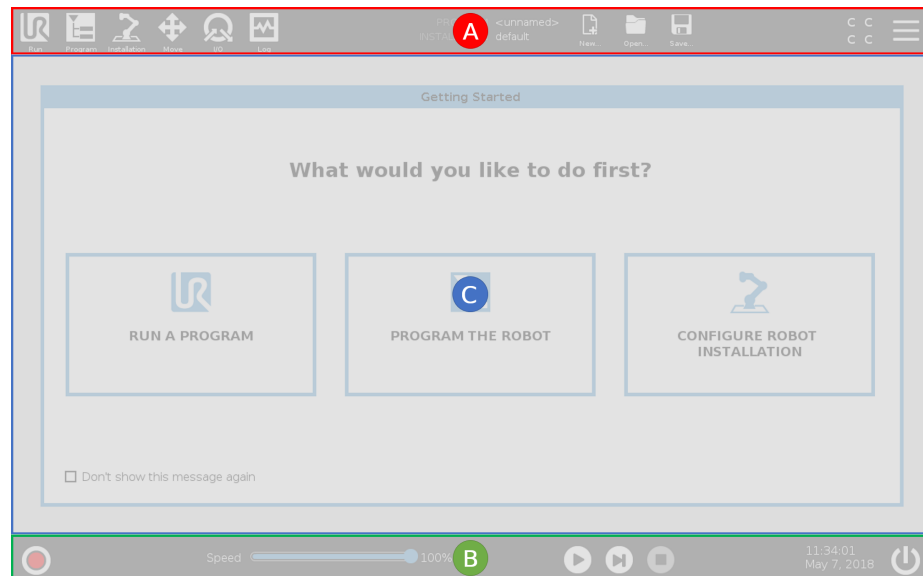 PR A <unnamed>
INSTAL default
Run Program Installation Move I/O Log New... Open... Save...
C C
C C
Getting Started
What would you like to do first?
C
RUN A PROGRAM
PROGRAM THE ROBOT
CONFIGURE ROBOT
INSTALLATION
Don't show this message again
Speed 100% B
11:34:01
May 7, 2018